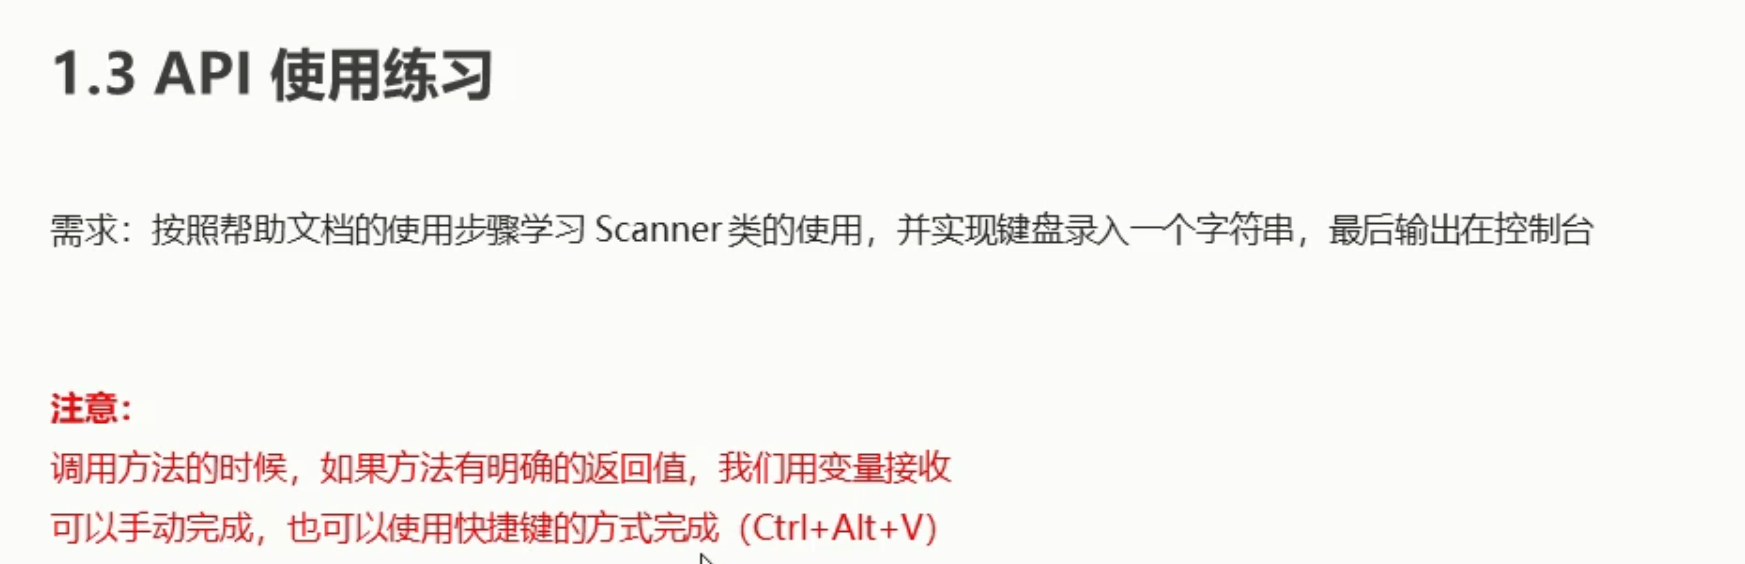 1.3 API 使用练习
需求：按照帮助文档的使用步骤学习 Scanner 类的使用，并实现键盘录入一个字符串，最后输出在控制台
注意：
调用方法的时候，如果方法有明确的返回值，我们用变量接收
可以手动完成，也可以使用快捷键的方式完成（Ctrl+Alt+V）